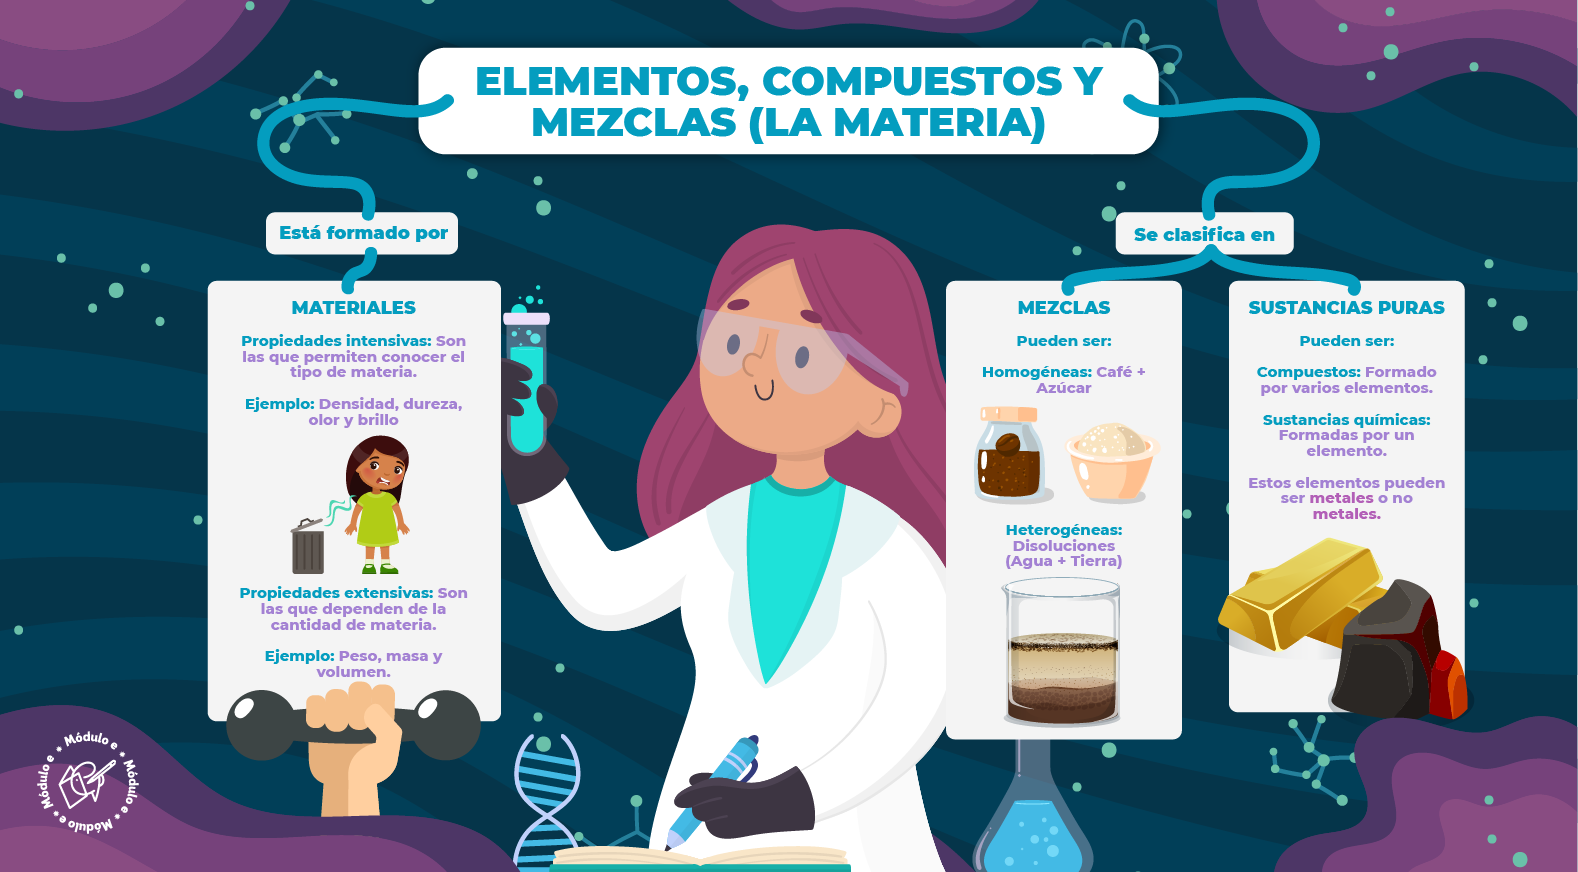 ELEMENTOS, COMPUESTOS Y
MEZCLAS (LA MATERIA)
Está formado por
MATERIALES
Propiedades intensivas: Son
las que permiten conocer el
tipo de materia.
Ejemplo: Densidad, dureza,
olor y brillo
Propiedades extensivas: Son
las que dependen de la
cantidad de materia.
Ejemplo: Peso, masa y
volumen.
Se clasifica en
MEZCLAS
Pueden ser:
Homogéneas: Café +
Azúcar
Heterogéneas:
Disoluciones
(Agua + Tierra)
SUSTANCIAS PURAS
Pueden ser:
Compuestos: Formado
por varios elementos.
Sustancias químicas:
Formadas por un
elemento.
Estos elementos pueden
ser metales o no
metales.
Módulo e * Módulo e * Módulo e * Módulo e *